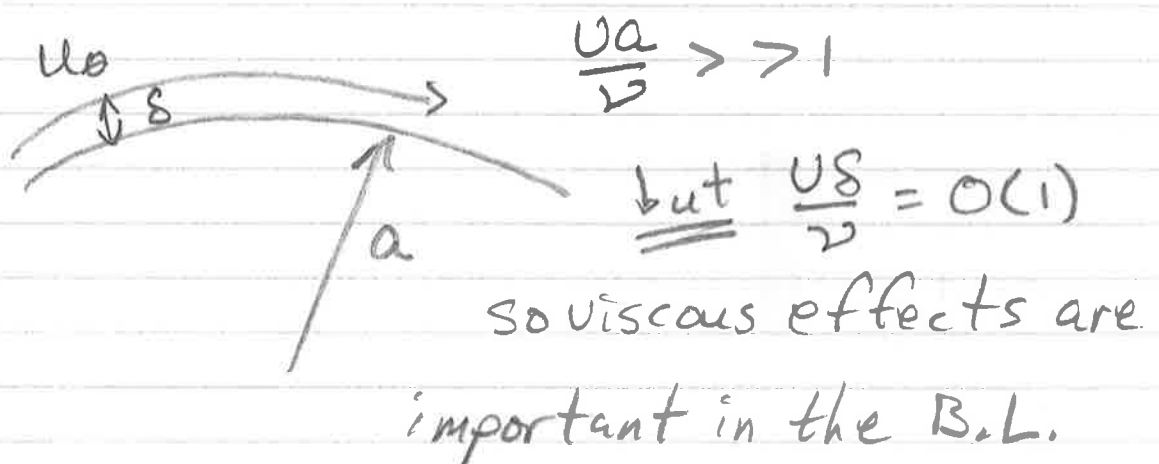 uθ
δ
Ua/ν > > 1
but Uδ/ν = O(1)
a
so viscous effects are
important in the B.L.